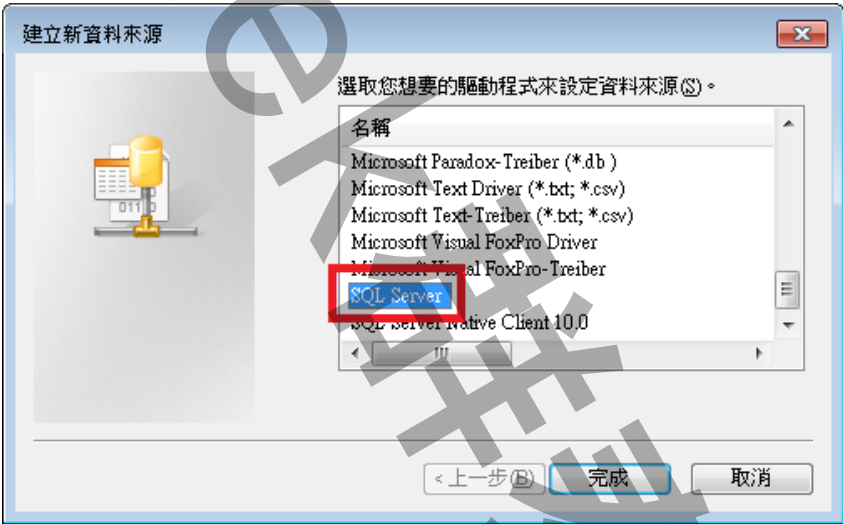 建立新資料來源
選取您想要的驅動程式來設定資料來源(S)。
名稱
Microsoft Paradox-Treiber (*.db )
Microsoft Text Driver (*.txt; *.csv)
Microsoft Text-Treiber (*.txt; *.csv)
Microsoft Visual FoxPro Driver
Microsoft Visual FoxPro-Treiber
SQL Server
SQL Server Native Client 10.0
0111 0
<上一步(B)
完成
取消